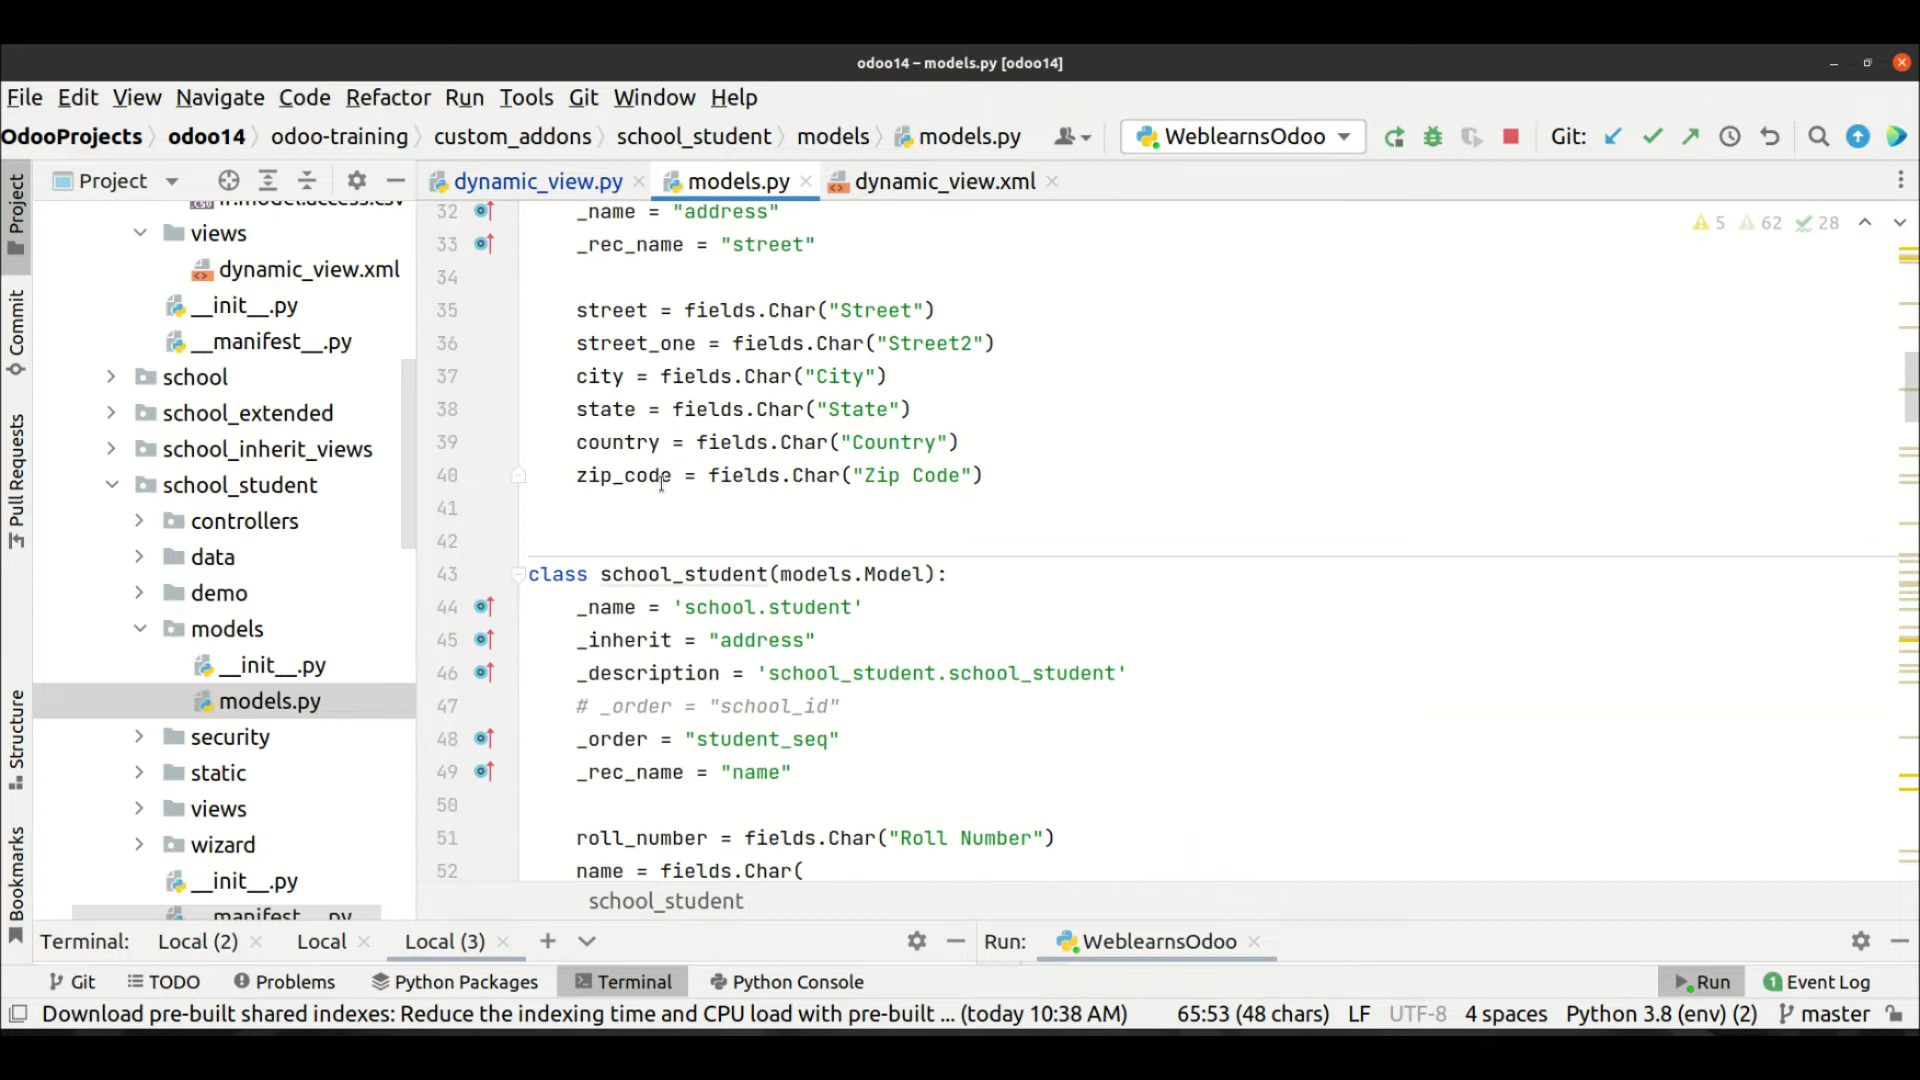 odoo14 – models.py [odoo14]
File Edit View Navigate Code Refactor Run Tools Git Window Help
OdooProjects odoo14 odoo-training custom_addons school_student models models.py WeblearnsOdoo Git:
Project dynamic_view.py models.py dynamic_view.xml
5 62 28
views
dynamic_view.xml
__init__.py
__manifest__.py
school
school_extended
school_inherit_views
school_student
controllers
data
demo
models
__init__.py
models.py
security
static
views
wizard
__init__.py
__manifest__.py
Project
Commit
Pull Requests
Structure
Bookmarks
32 _name = "address"
33 _rec_name = "street"
34
35 street = fields.Char("Street")
36 street_one = fields.Char("Street2")
37 city = fields.Char("City")
38 state = fields.Char("State")
39 country = fields.Char("Country")
40 zip_code = fields.Char("Zip Code")
41
42
43 class school_student(models.Model):
44 _name = 'school.student'
45 _inherit = "address"
46 _description = 'school_student.school_student'
47 # _order = "school_id"
48 _order = "student_seq"
49 _rec_name = "name"
50
51 roll_number = fields.Char("Roll Number")
52 name = fields.Char(
school_student
Terminal: Local (2) Local Local (3) Run: WeblearnsOdoo
Git TODO Problems Python Packages Terminal Python Console Run 1 Event Log
Download pre-built shared indexes: Reduce the indexing time and CPU load with pre-built ... (today 10:38 AM) 65:53 (48 chars) LF UTF-8 4 spaces Python 3.8 (env) (2) master